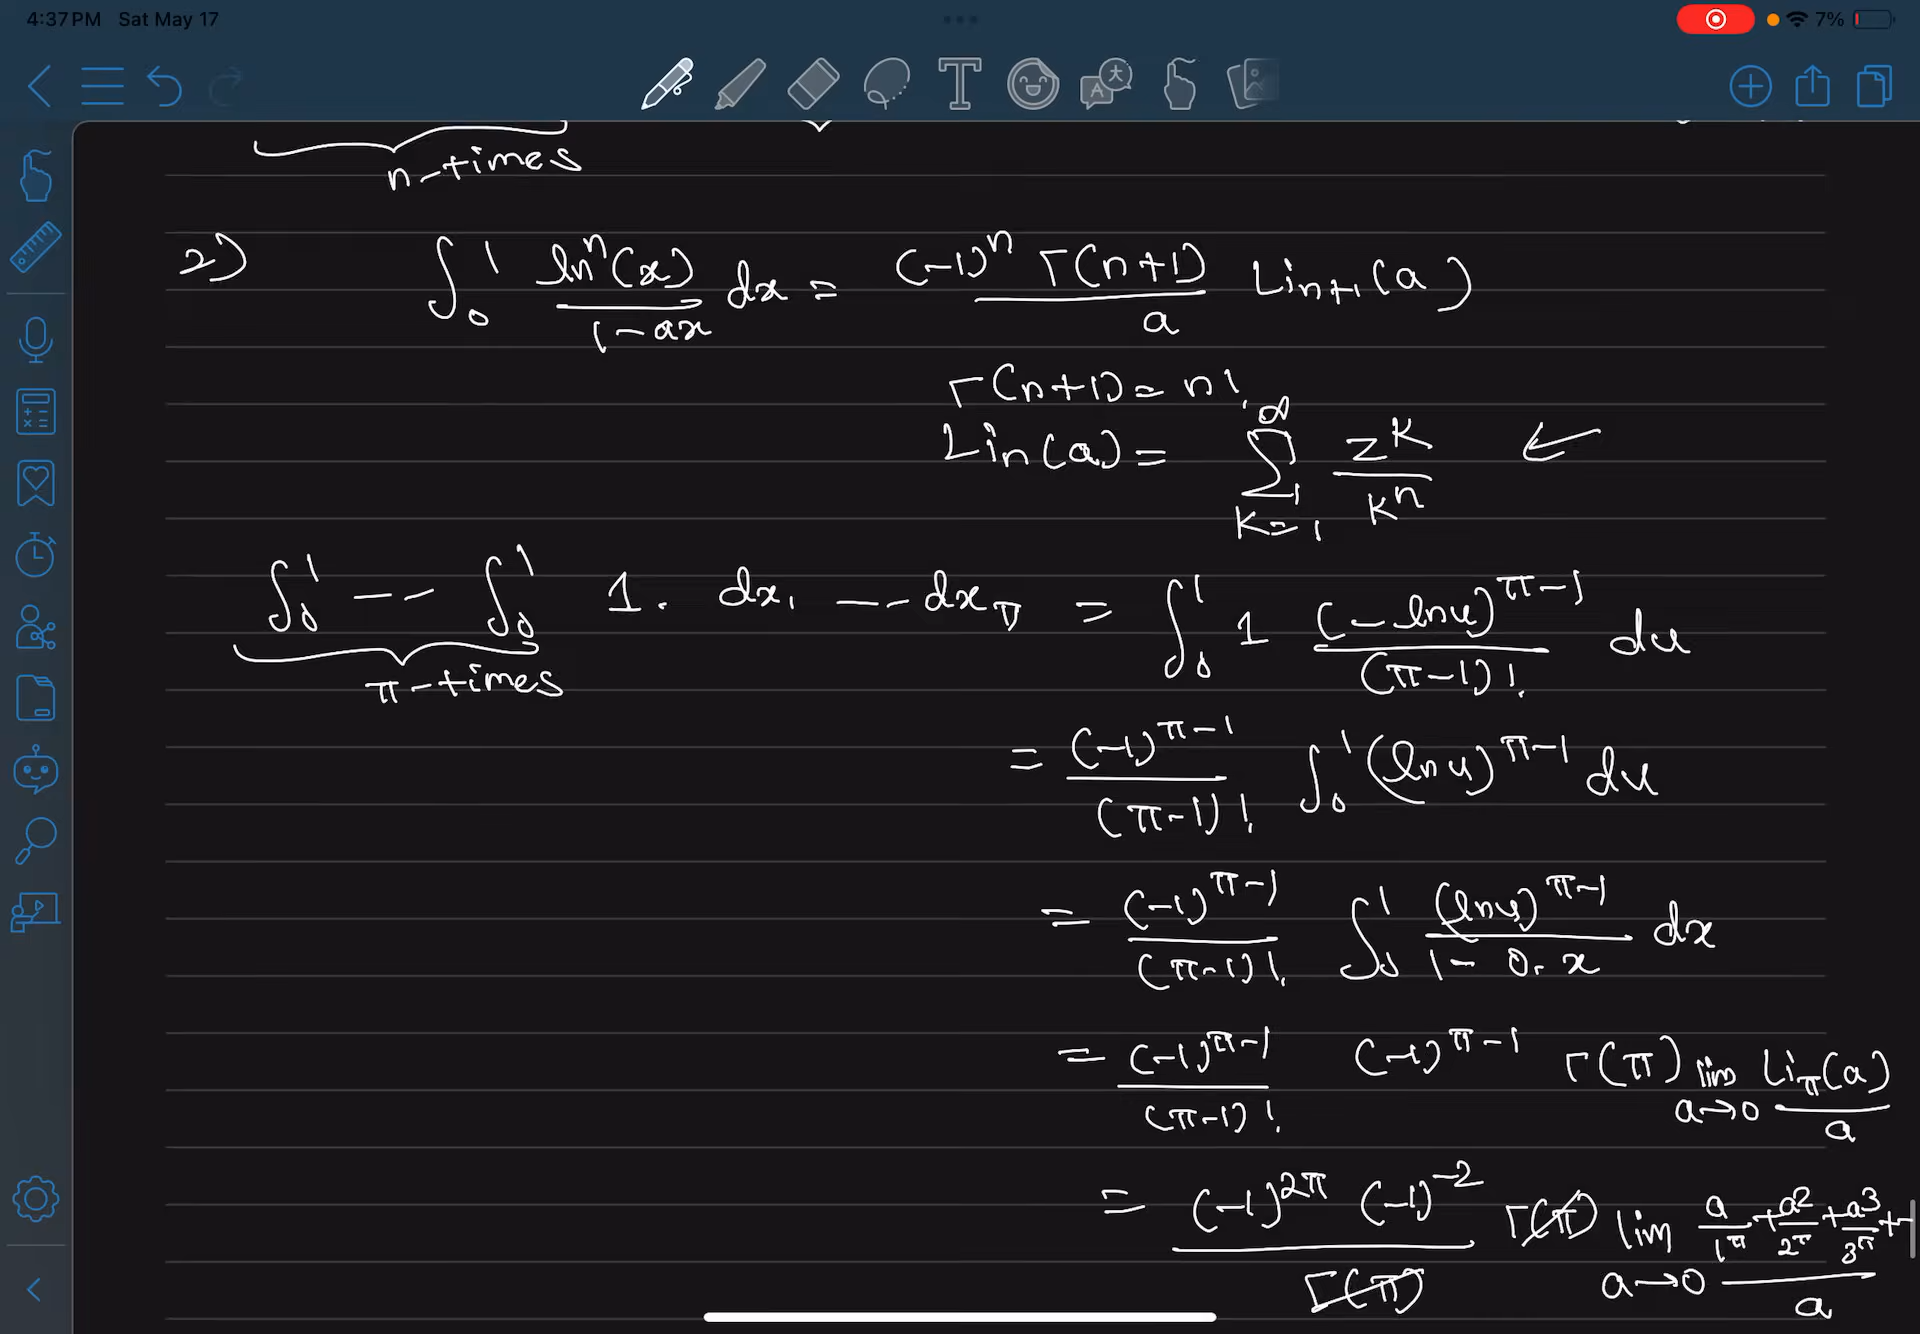 4:37 PM Sat May 17
7%
n-times
2) ∫₀¹ lnⁿ(x)/(1-ax) dx = (-1)ⁿ Γ(n+1)/a Liₙ₊₁(a)
Γ(n+1) = n!
Liₙ(a) = ∑_{k=1}^{∞} z^k/k^n ←
∫₀¹ --- ∫₀¹ 1. dx₁ --- dx_π = ∫₀¹ 1 (-ln u)^{π-1}/(π-1)! du
π-times
= (-1)^{π-1}/(π-1)! ∫₀¹ (ln u)^{π-1} du
= (-1)^{π-1}/(π-1)! ∫₀¹ (ln u)^{π-1}/(1-0.x) dx
= (-1)^{π-1}/(π-1)! (-1)^{π-1} Γ(π) lim_{a→0} Li_π(a)/a
= (-1)^{2π} (-1)^{-2}/Γ(π) Γ(π) lim_{a→0} (a/1^π + a²/2^π + a³/3^π + -)/a